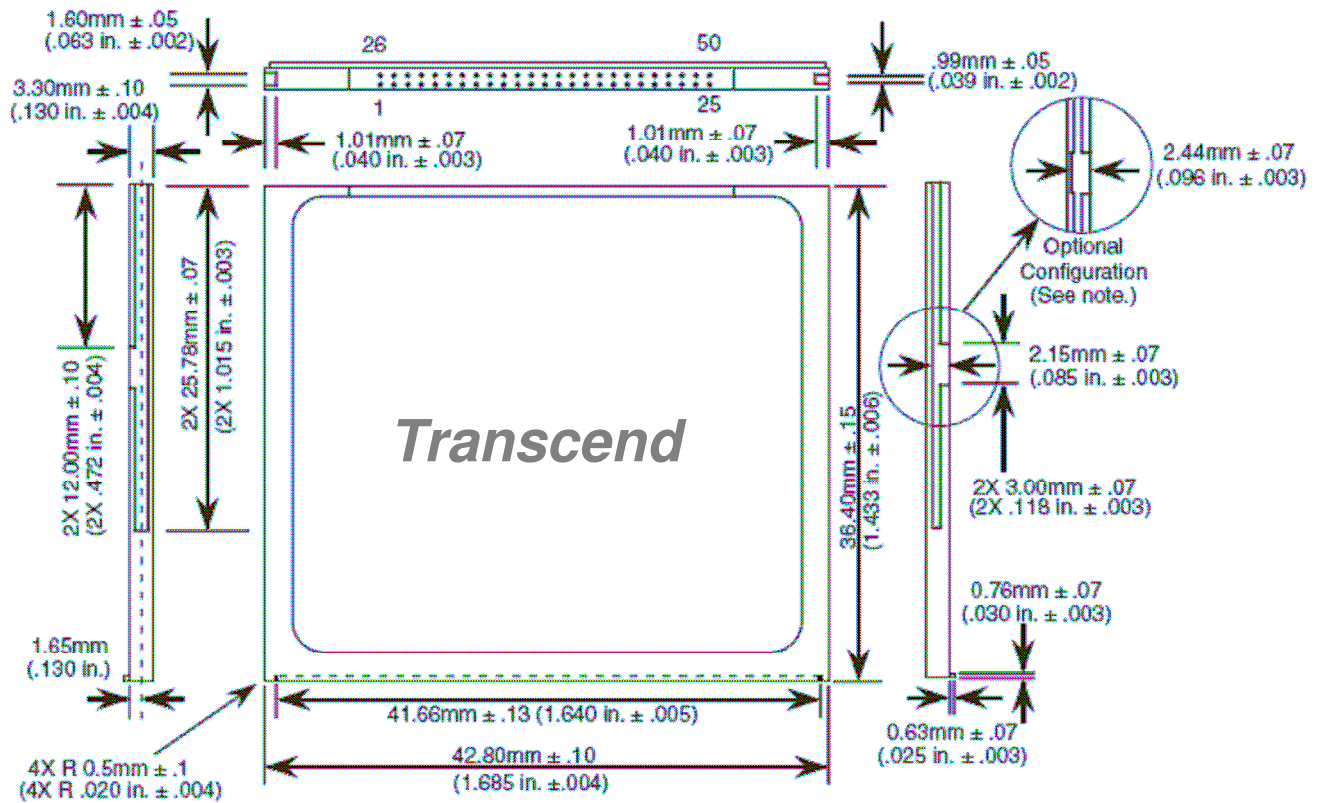 1.60mm ± .05
(.063 in. ± .002)
26
50
.99mm ± .05
(.039 in. ± .002)
3.30mm ± .10
(.130 in. ± .004)
1
25
1.01mm ± .07
(.040 in. ± .003)
1.01mm ± .07
(.040 in. ± .003)
2.44mm ± .07
(.096 in. ± .003)
Optional
Configuration
(See note.)
2X 12.00mm ± .10
(2X .472 in. ± .004)
2X 25.78mm ± .07
(2X 1.015 in. ± .003)
Transcend
36.40mm ± .15
(1.433 in. ± .006)
2.15mm ± .07
(.085 in. ± .003)
2X 3.00mm ± .07
(2X .118 in. ± .003)
0.76mm ± .07
(.030 in. ± .003)
1.65mm
(.130 in.)
41.66mm ± .13 (1.640 in. ± .005)
0.63mm ± .07
(.025 in. ± .003)
42.80mm ± .10
(1.685 in. ±.004)
4X R 0.5mm ± .1
(4X R .020 in. ± .004)